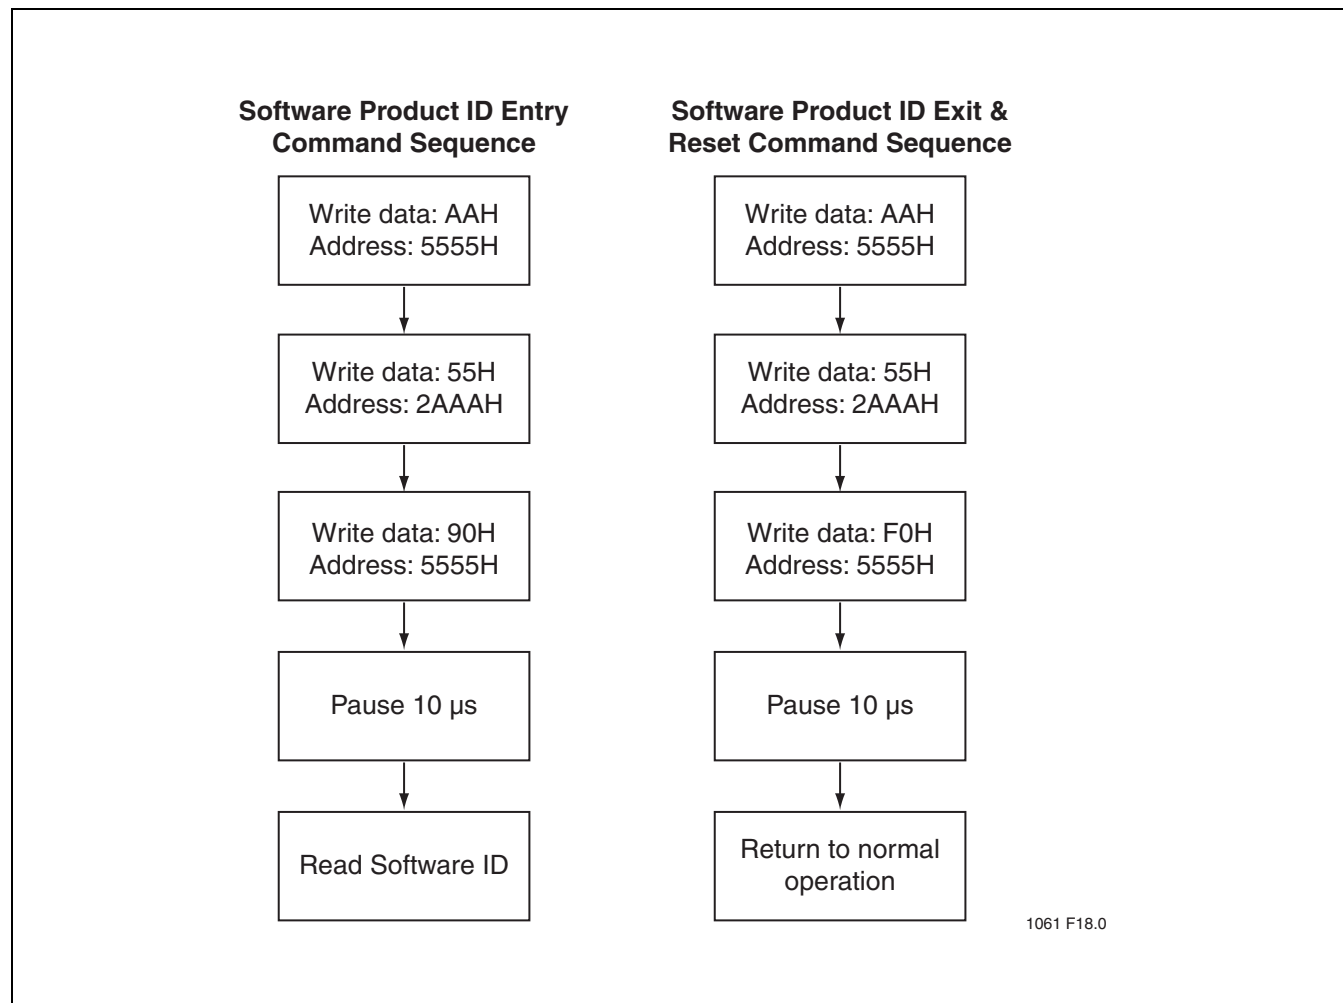 Software Product ID Entry
Command Sequence
Write data: AAH
Address: 5555H
Write data: 55H
Address: 2AAAH
Write data: 90H
Address: 5555H
Pause 10 µs
Read Software ID
Software Product ID Exit &
Reset Command Sequence
Write data: AAH
Address: 5555H
Write data: 55H
Address: 2AAAH
Write data: F0H
Address: 5555H
Pause 10 µs
Return to normal
operation
1061 F18.0